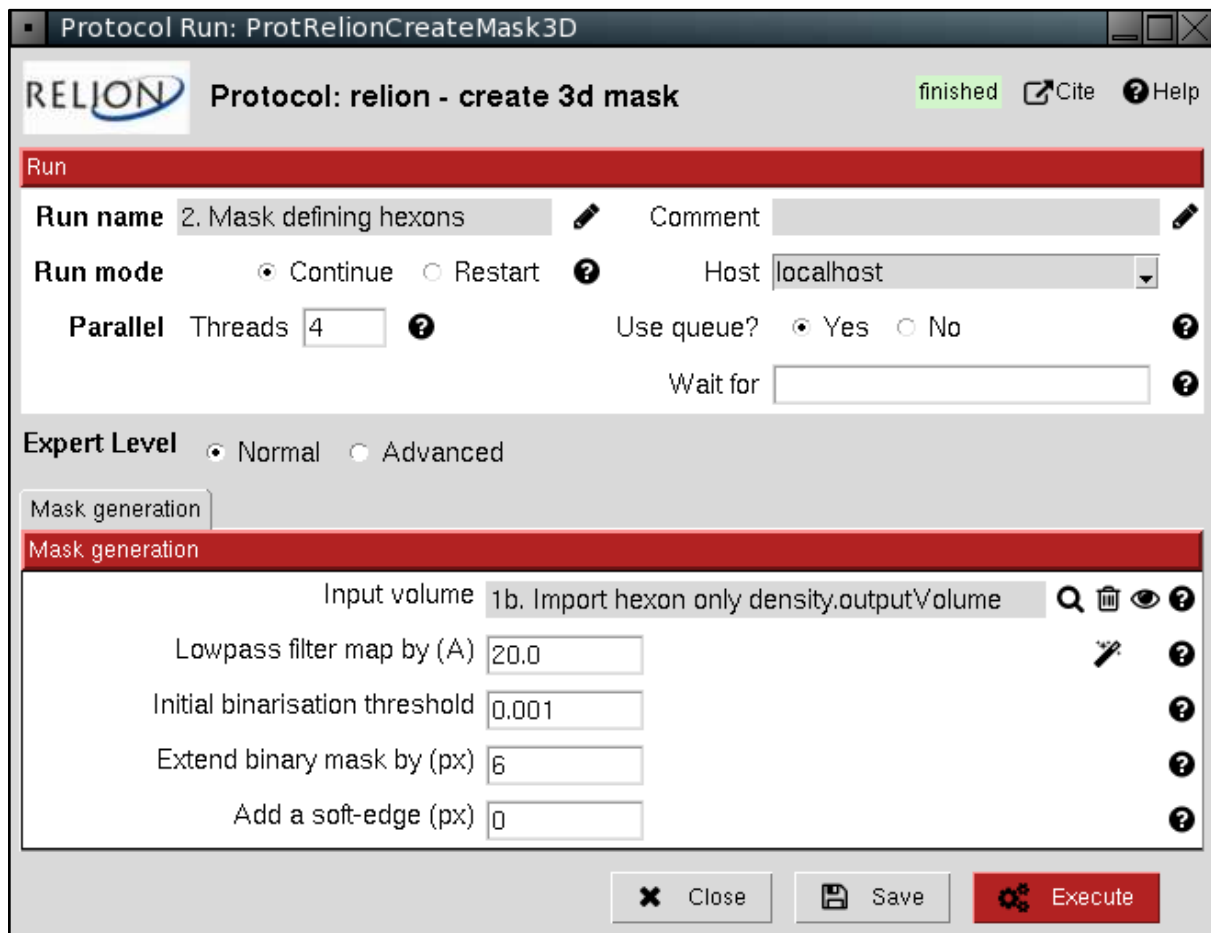 Protocol Run: ProtRelionCreateMask3D
RELION Protocol: relion - create 3d mask finished Cite Help
Run
Run name 2. Mask defining hexons Comment
Run mode Continue Restart Host localhost
Parallel Threads 4 Use queue? Yes No
Wait for
Expert Level Normal Advanced
Mask generation
Mask generation
Input volume 1b. Import hexon only density.outputVolume
Lowpass filter map by (A) 20.0
Initial binarisation threshold 0.001
Extend binary mask by (px) 6
Add a soft-edge (px) 0
Close Save Execute